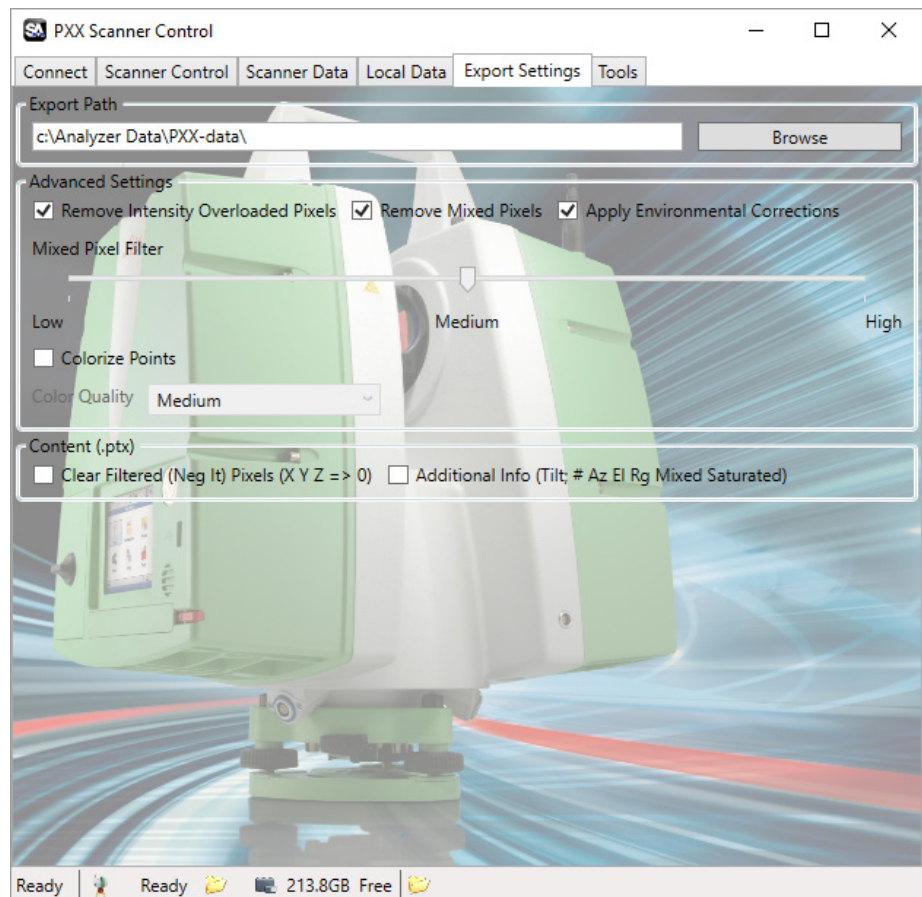 SA PXX Scanner Control
Connect Scanner Control Scanner Data Local Data Export Settings Tools
Export Path
c:\Analyzer Data\PXX-data\ Browse
Advanced Settings
Remove Intensity Overloaded Pixels Remove Mixed Pixels Apply Environmental Corrections
Mixed Pixel Filter
Low Medium High
Colorize Points
Color Quality Medium
Content (.ptx)
Clear Filtered (Neg It) Pixels (X Y Z => 0) Additional Info (Tilt; # Az El Rg Mixed Saturated)
Ready Ready 213.8GB Free